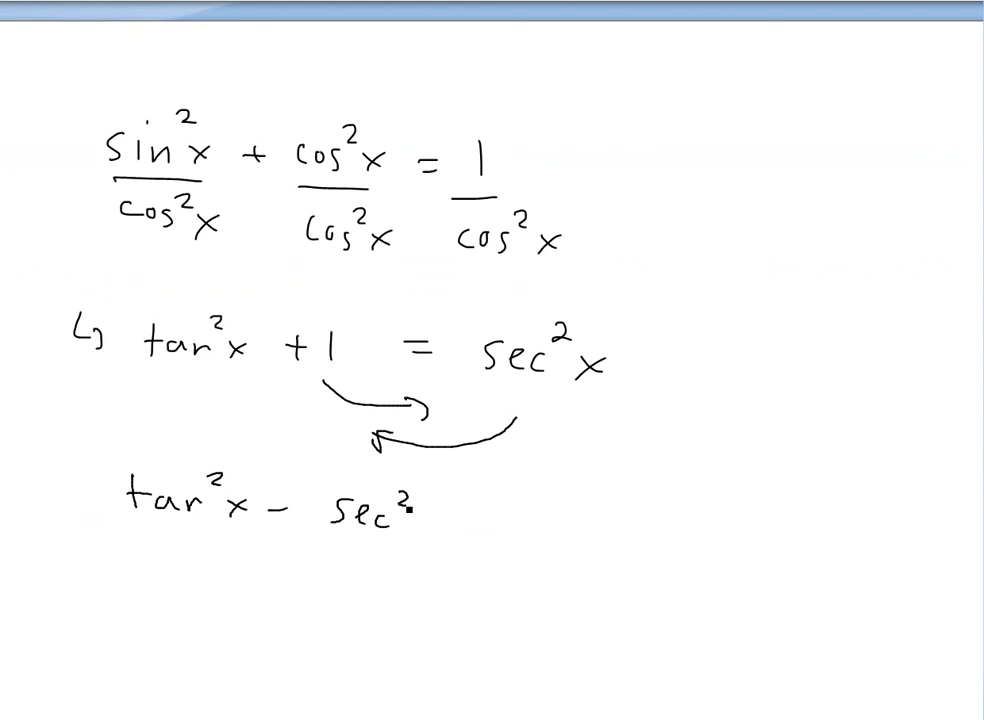 sin²x + cos²x = 1
cos²x cos²x cos²x
↳ tan²x + 1 = sec²x
tan²x - sec²